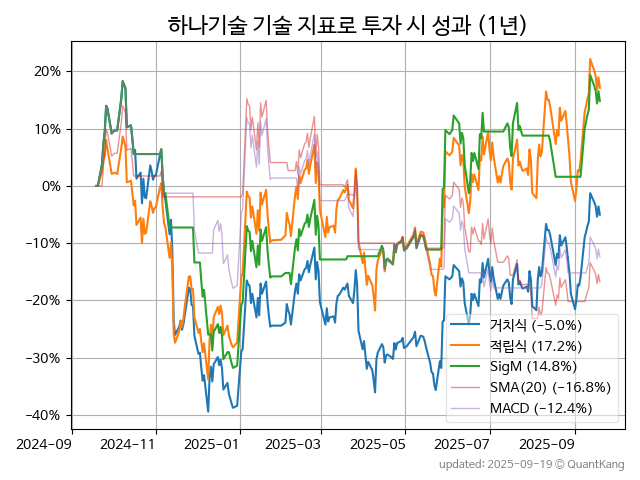 하나기술 기술 지표로 투자 시 성과 (1년)
20%
10%
0%
−10%
−20%
−30%
−40%
거치식 (−5.0%)
적립식 (17.2%)
SigM (14.8%)
SMA(20) (−16.8%)
MACD (−12.4%)
2024-09 2024-11 2025-01 2025-03 2025-05 2025-07 2025-09
updated: 2025-09-19 © QuantKang